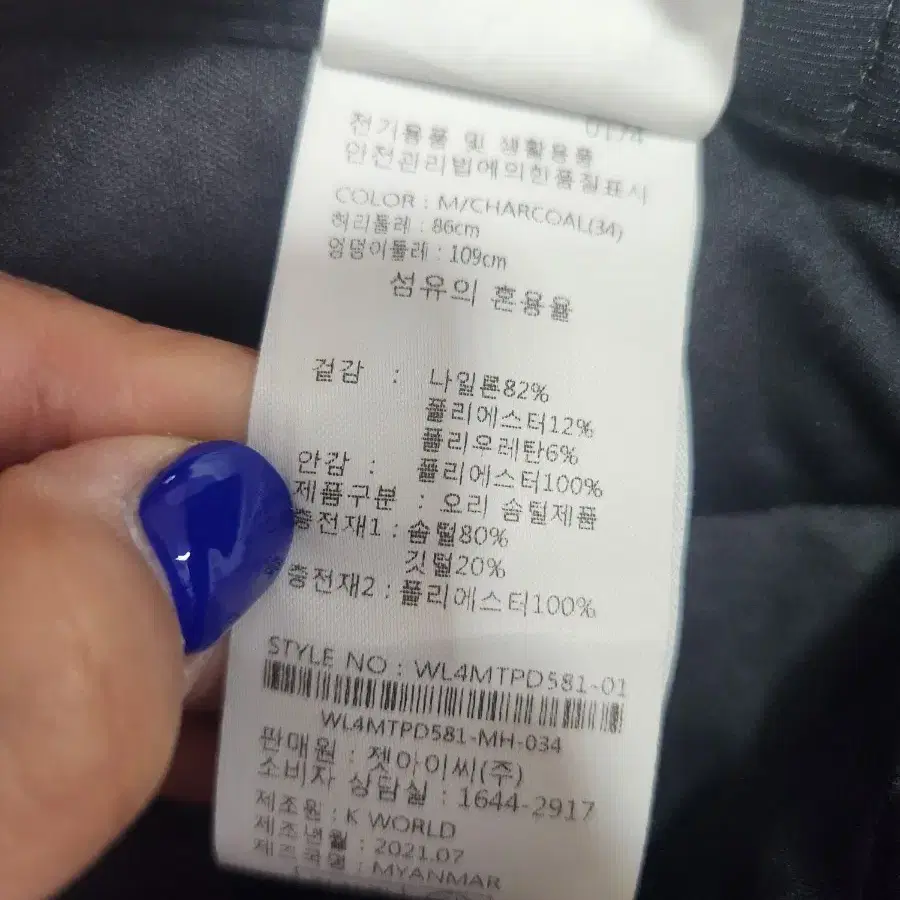 전기용품 및 생활용품
안전관리법에의한품질표시
COLOR : M/CHARCOAL(34)
허리둘레 : 86cm
엉덩이둘레 : 109cm
섬유의 혼용율
겉감 : 나일론82%
폴리에스터12%
폴리우레탄6%
안감 : 폴리에스터100%
제품구분 : 오리 솜털제품
충전재1 : 솜털80%
깃털20%
충전재2 : 폴리에스터100%
STYLE NO : WL4MTPD581-01
WL4MTPD581-MH-034
판매원 : 젯아이씨(주)
소비자 상담실 : 1644-2917
제조원 : K WORLD
제조년월 : 2021.07
제조국명 : MYANMAR